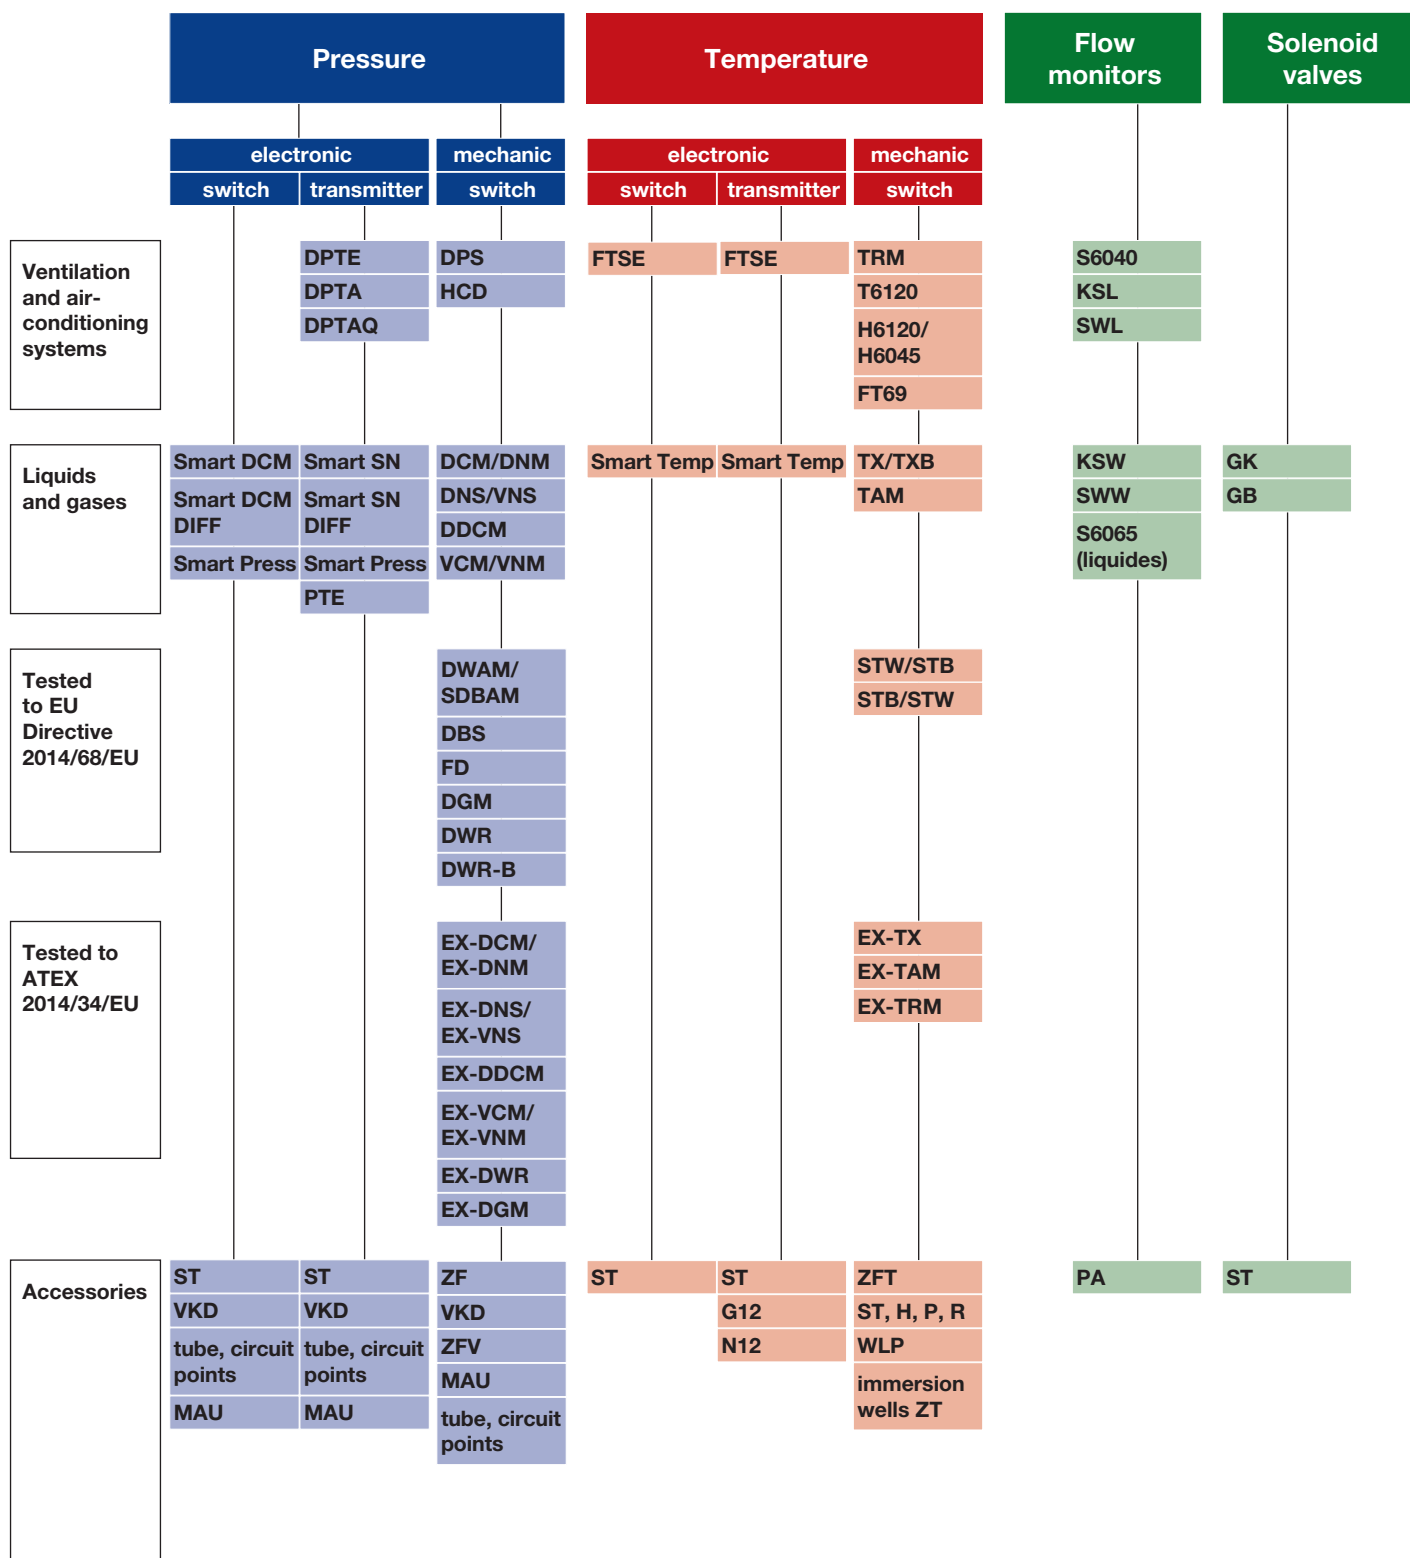 Pressure
Temperature
Flow
monitors
Solenoid
valves
electronic
mechanic
electronic
mechanic
switch
transmitter
switch
switch
transmitter
switch
Ventilation
and air-
conditioning
systems
DPTE
DPTA
DPTAQ
DPS
HCD
FTSE
FTSE
TRM
T6120
H6120/
H6045
FT69
S6040
KSL
SWL
Liquids
and gases
Smart DCM
Smart DCM
DIFF
Smart Press
Smart SN
Smart SN
DIFF
Smart Press
PTE
DCM/DNM
DNS/VNS
DDCM
VCM/VNM
Smart Temp
Smart Temp
TX/TXB
TAM
KSW
SWW
S6065
(liquides)
GK
GB
Tested
to EU
Directive
2014/68/EU
DWAM/
SDBAM
DBS
FD
DGM
DWR
DWR-B
STW/STB
STB/STW
Tested to
ATEX
2014/34/EU
EX-DCM/
EX-DNM
EX-DNS/
EX-VNS
EX-DDCM
EX-VCM/
EX-VNM
EX-DWR
EX-DGM
EX-TX
EX-TAM
EX-TRM
Accessories
ST
VKD
tube, circuit
points
MAU
ST
VKD
tube, circuit
points
MAU
ZF
VKD
ZFV
MAU
tube, circuit
points
ST
ST
G12
N12
ZFT
ST, H, P, R
WLP
immersion
wells ZT
PA
ST